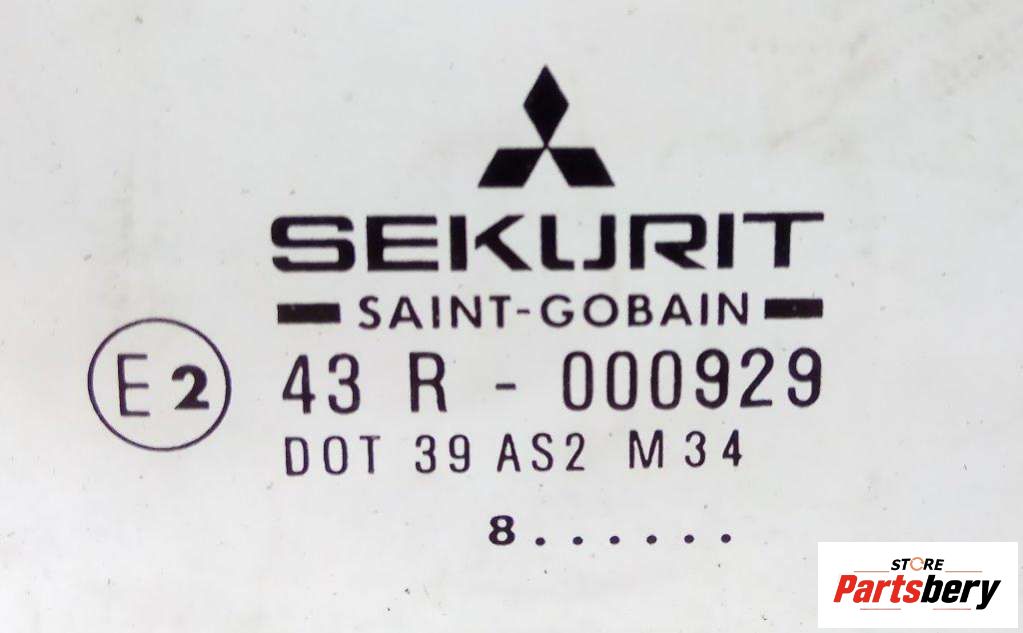 SEKURIT
SAINT-GOBAIN
E2 43 R - 000929
DOT 39 AS2 M34
8......
STORE
Partsbery